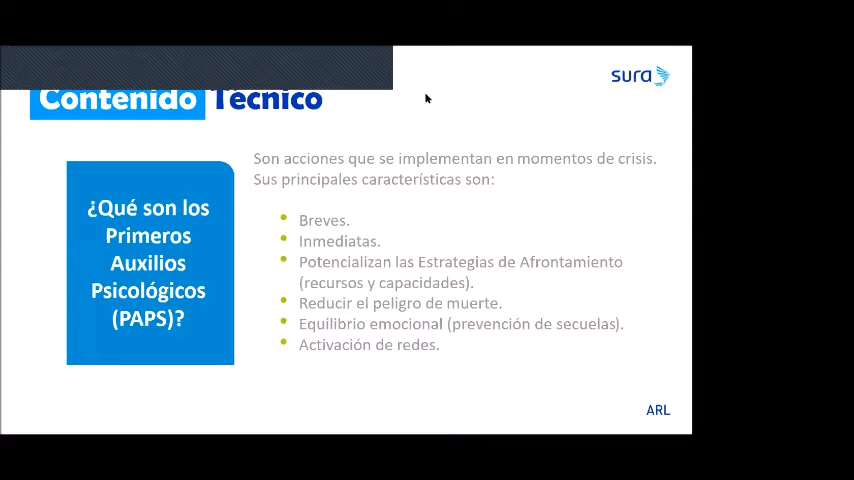 sura
Contenido Técnico
¿Qué son los
Primeros
Auxilios
Psicológicos
(PAPS)?
Son acciones que se implementan en momentos de crisis.
Sus principales características son:
Breves.
Inmediatas.
Potencializan las Estrategias de Afrontamiento
(recursos y capacidades).
Reducir el peligro de muerte.
Equilibrio emocional (prevención de secuelas).
Activación de redes.
ARL